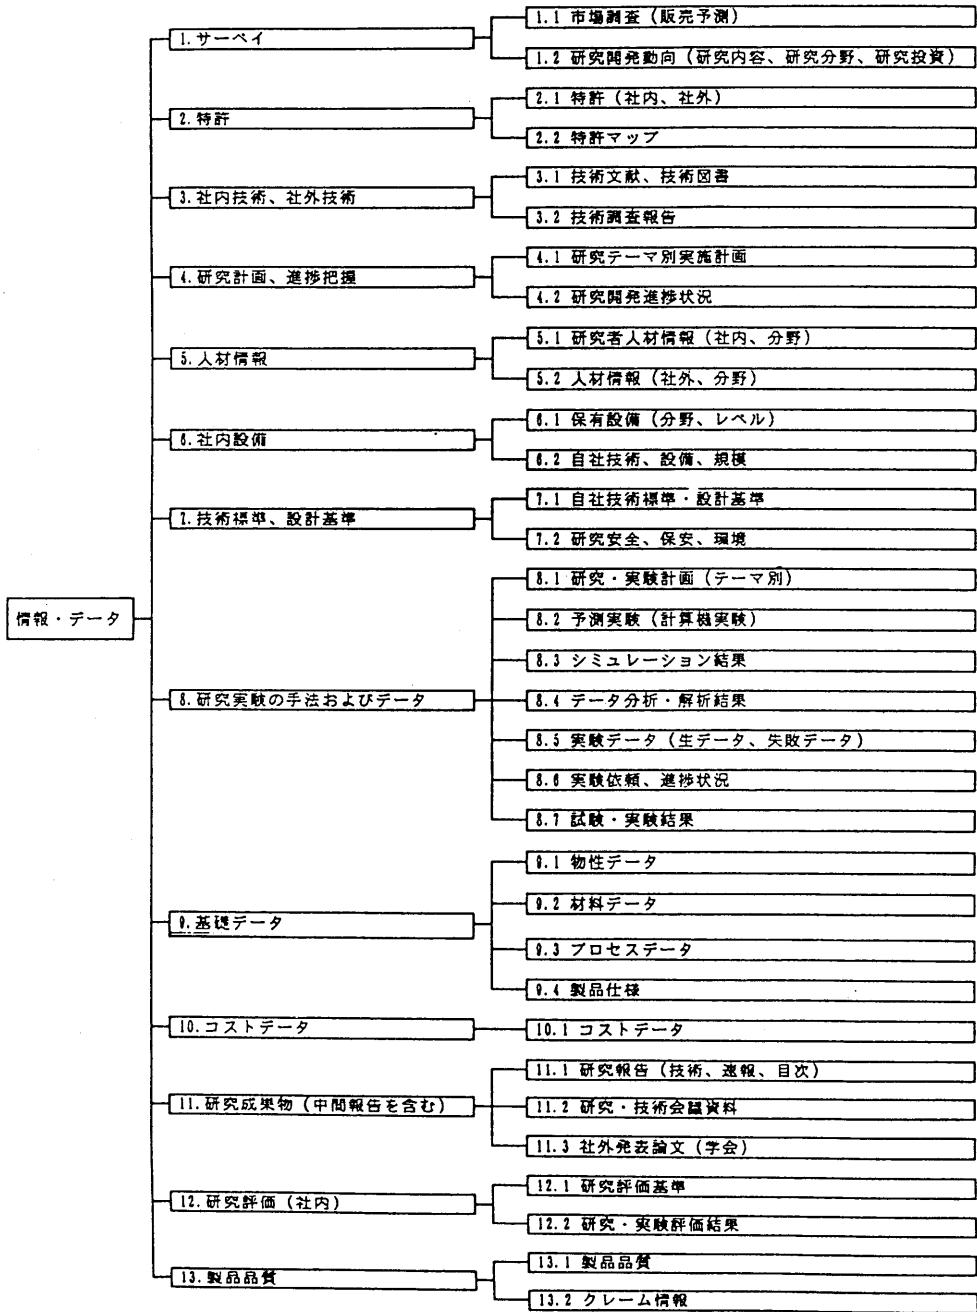 情報・データ
1.サーベイ
1.1 市場調査（販売予測）
1.2 研究開発動向（研究内容、研究分野、研究投資）
2.特許
2.1 特許（社内、社外）
2.2 特許マップ
3.社内技術、社外技術
3.1 技術文献、技術図書
3.2 技術調査報告
4.研究計画、進捗把握
4.1 研究テーマ別実施計画
4.2 研究開発進捗状況
5.人材情報
5.1 研究者人材情報（社内、分野）
5.2 人材情報（社外、分野）
6.社内設備
6.1 保有設備（分野、レベル）
6.2 自社技術、設備、規模
7.技術標準、設計基準
7.1 自社技術標準・設計基準
7.2 研究安全、保安、環境
8.研究実験の手法およびデータ
8.1 研究・実験計画（テーマ別）
8.2 予測実験（計算機実験）
8.3 シミュレーション結果
8.4 データ分析・解析結果
8.5 実験データ（生データ、失敗データ）
8.6 実験依頼、進捗状況
8.7 試験・実験結果
9.基礎データ
9.1 物性データ
9.2 材料データ
9.3 プロセスデータ
9.4 製品仕様
10.コストデータ
10.1 コストデータ
11.研究成果物（中間報告を含む）
11.1 研究報告（技術、速報、目次）
11.2 研究・技術会議資料
11.3 社外発表論文（学会）
12.研究評価（社内）
12.1 研究評価基準
12.2 研究・実験評価結果
13.製品品質
13.1 製品品質
13.2 クレーム情報